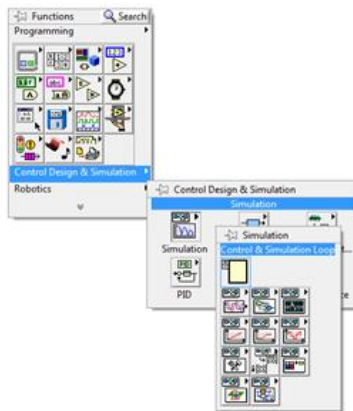 Functions
Search
Programming
Control Design & Simulation
Robotics
Control Design & Simulation
Simulation
Simulation
PID
Simulation
Control & Simulation Loop